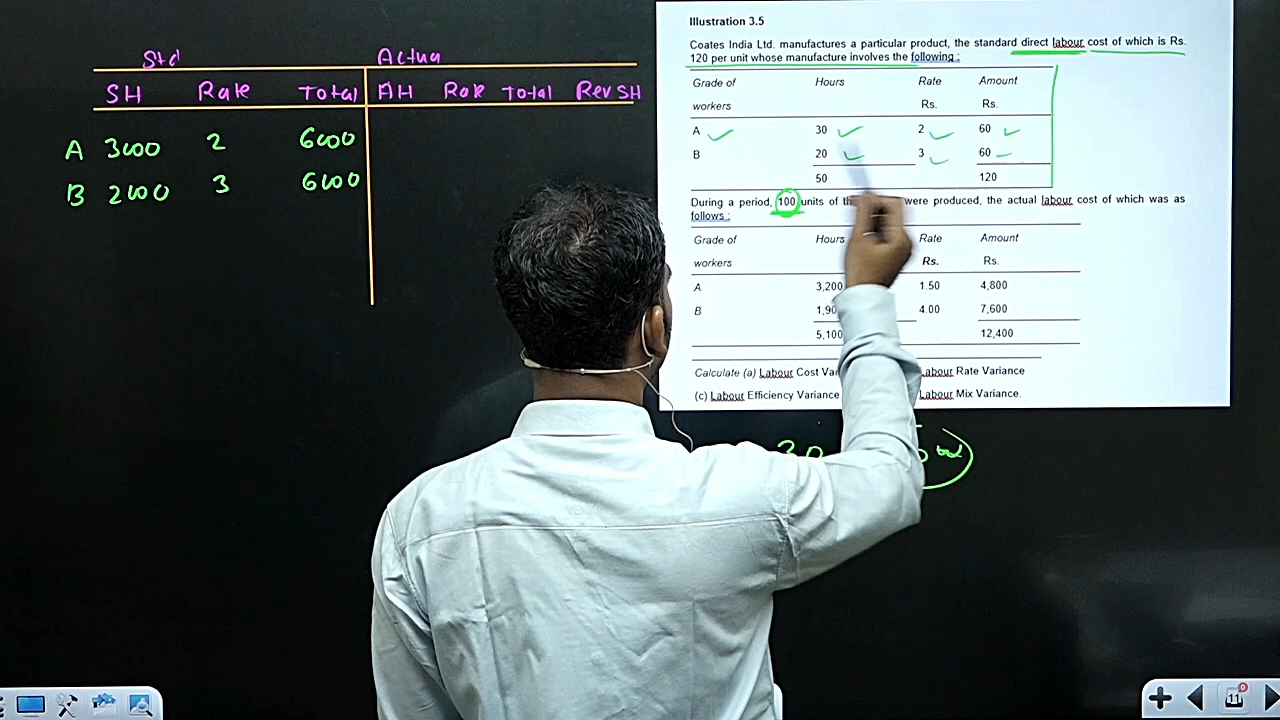 Std Actua
SH Rate Total AH Rate Total Rev SH
A 3000 2 6000
B 2000 3 6000
Illustration 3.5
Coates India Ltd. manufactures a particular product, the standard direct labour cost of which is Rs.
120 per unit whose manufacture involves the following :
Grade of Hours Rate Amount
workers Rs. Rs.
A 30 2 60
B 20 3 60
50 120
During a period, 100 units of were produced, the actual labour cost of which was as
follows :
Grade of Hours Rate Amount
workers Rs. Rs.
A 3,200 1.50 4,800
B 4.00 7,600
5,100 12,400
Calculate (a) Labour Cost Labour Rate Variance
(c) Labour Efficiency Variance Labour Mix Variance.
30
11